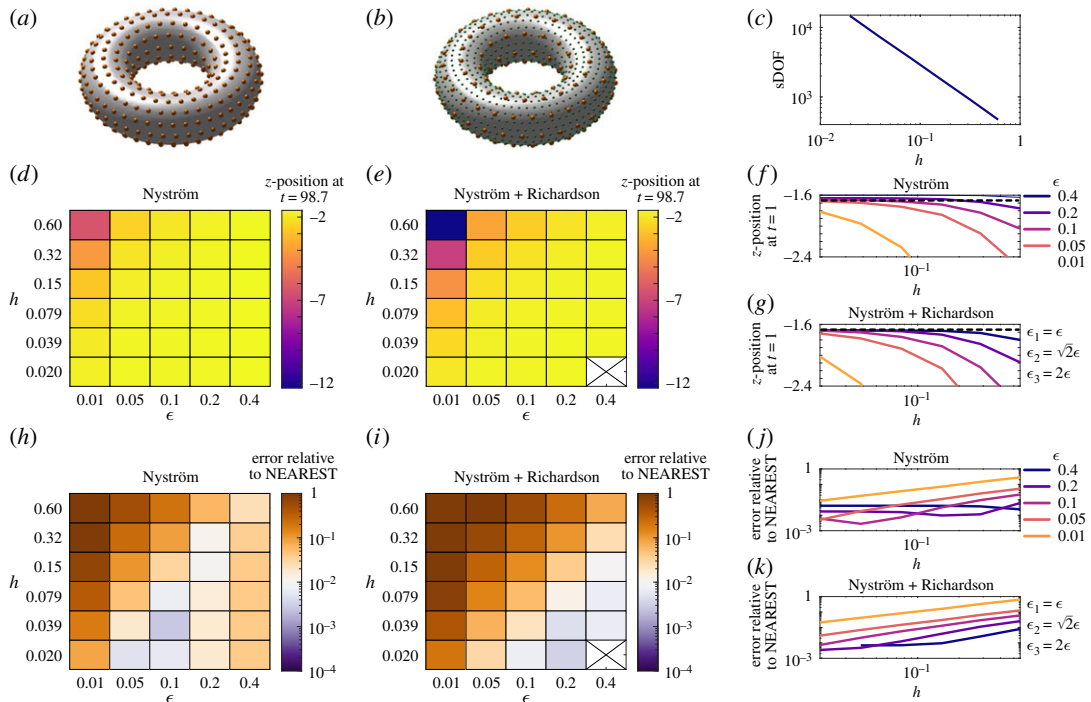 (a)
(b)
(c)
10⁴
sDOF
10³
10⁻²
10⁻¹
1
h
(d)
Nyström
z-position at
t = 98.7
0.60
0.32
0.15
h
0.079
0.039
0.020
0.01 0.05 0.1 0.2 0.4
ϵ
−2
−7
−12
(e)
Nyström + Richardson
z-position at
t = 98.7
0.60
0.32
0.15
h
0.079
0.039
0.020
0.01 0.05 0.1 0.2 0.4
ϵ
−2
−7
−12
(f)
Nyström
ϵ
−1.6
z-position
at t = 1
−2.4
10⁻¹
h
0.4
0.2
0.1
0.05
0.01
(g)
Nyström + Richardson
−1.6
z-position
at t = 1
−2.4
10⁻¹
h
ϵ₁ = ϵ
ϵ₂ = √2ϵ
ϵ₃ = 2ϵ
(h)
Nyström
error relative
to NEAREST
0.60
0.32
0.15
h
0.079
0.039
0.020
0.01 0.05 0.1 0.2 0.4
ϵ
1
10⁻¹
10⁻²
10⁻³
10⁻⁴
(i)
Nyström + Richardson
error relative
to NEAREST
0.60
0.32
0.15
h
0.079
0.039
0.020
0.01 0.05 0.1 0.2 0.4
ϵ
1
10⁻¹
10⁻²
10⁻³
10⁻⁴
(j)
Nyström
ϵ
error relative
to NEAREST
1
10⁻³
10⁻¹
h
0.4
0.2
0.1
0.05
0.01
(k)
Nyström + Richardson
error relative
to NEAREST
1
10⁻³
10⁻¹
h
ϵ₁ = ϵ
ϵ₂ = √2ϵ
ϵ₃ = 2ϵ